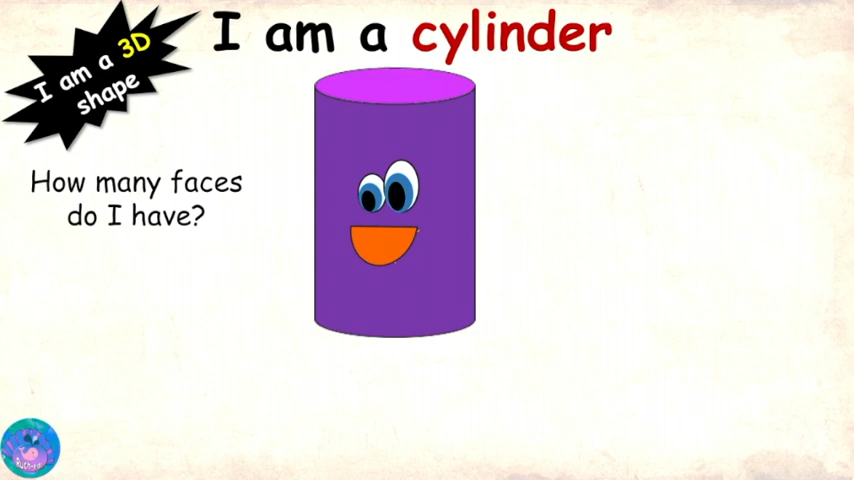 I am a cylinder
I am a 3D
shape
How many faces
do I have?